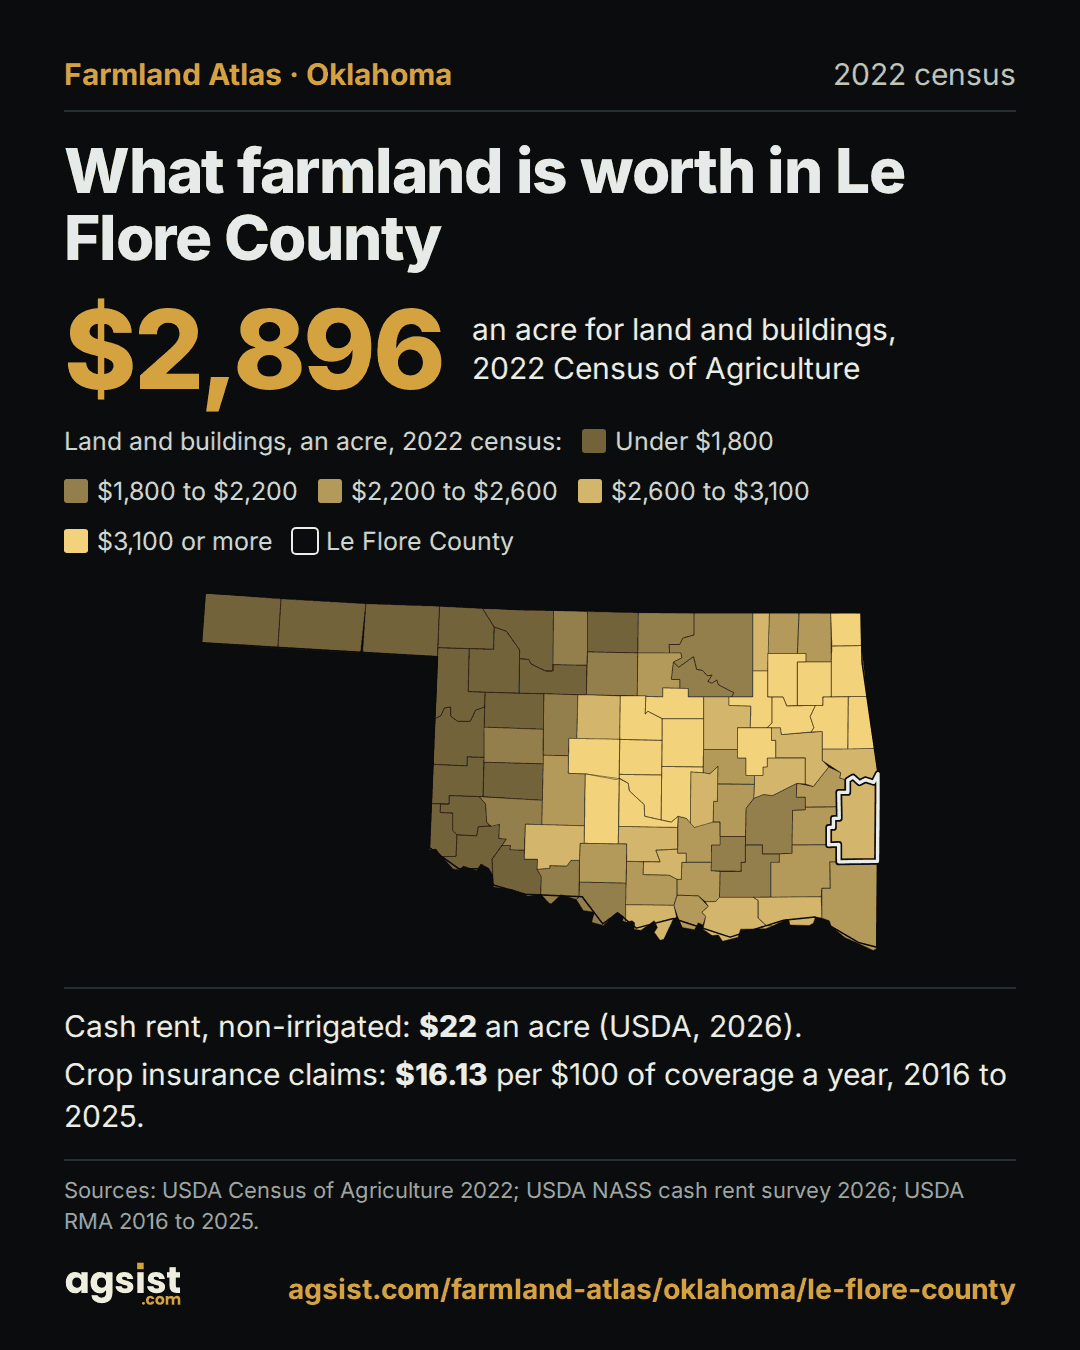 Farmland Atlas · Oklahoma
2022 census
What farmland is worth in Le
Flore County
$2,896
an acre for land and buildings,
2022 Census of Agriculture
Land and buildings, an acre, 2022 census:
Under $1,800
$1,800 to $2,200
$2,200 to $2,600
$2,600 to $3,100
$3,100 or more
Le Flore County
Cash rent, non-irrigated: $22 an acre (USDA, 2026).
Crop insurance claims: $16.13 per $100 of coverage a year, 2016 to
2025.
Sources: USDA Census of Agriculture 2022; USDA NASS cash rent survey 2026; USDA
RMA 2016 to 2025.
agsist
.com
agsist.com/farmland-atlas/oklahoma/le-flore-county